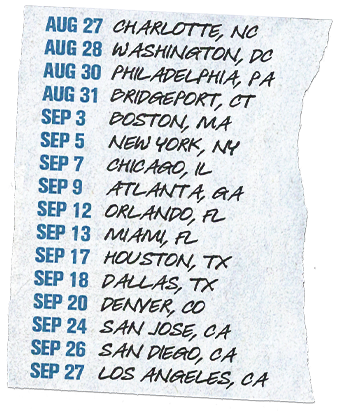 AUG 27 CHARLOTTE, NC
AUG 28 WASHINGTON, DC
AUG 30 PHILADELPHIA, PA
AUG 31 BRIDGEPORT, CT
SEP 3 BOSTON, MA
SEP 5 NEW YORK, NY
SEP 7 CHICAGO, IL
SEP 9 ATLANTA, GA
SEP 12 ORLANDO, FL
SEP 13 MIAMI, FL
SEP 17 HOUSTON, TX
SEP 18 DALLAS, TX
SEP 20 DENVER, CO
SEP 24 SAN JOSE, CA
SEP 26 SAN DIEGO, CA
SEP 27 LOS ANGELES, CA